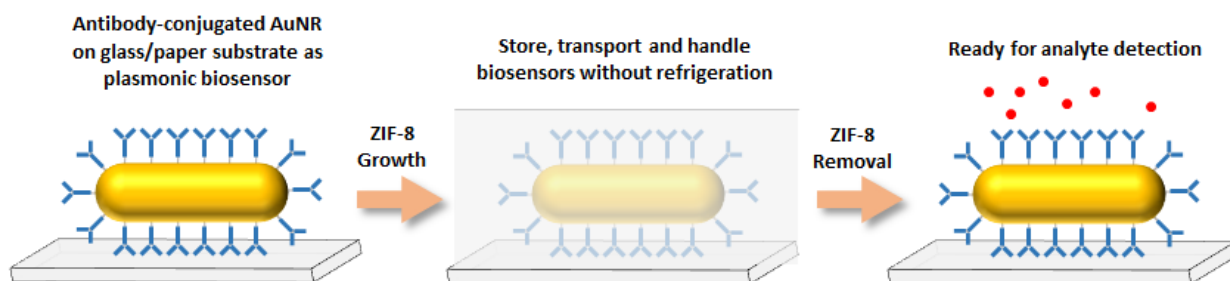 Antibody-conjugated AuNR
on glass/paper substrate as
plasmonic biosensor
ZIF-8
Growth
Store, transport and handle
biosensors without refrigeration
ZIF-8
Removal
Ready for analyte detection